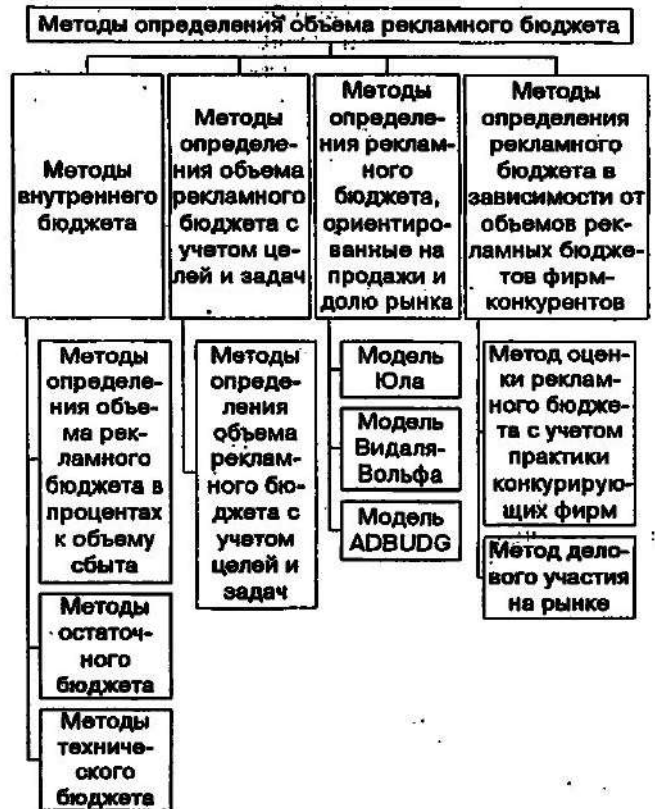 Методы определения объема рекламного бюджета
Методы
внутреннего
бюджета
Методы
определе-
ния объема
рекламного
бюджета с
учетом це-
лей и задач
Методы
определе-
ния реклам-
ного
бюджета,
ориентиро-
ванные на
продажи и
долю рынка
Методы
определения
рекламного
бюджета в
зависимости от
объемов рек-
ламных бюдже-
тов фирм-
конкурентов
Методы
определе-
ния объе-
ма рек-
ламного
бюджета в
процентах
к объему
сбыта
Методы
остаточ-
ного
бюджета
Методы
техниче-
ского
бюджета
Методы
опреде-
ления
объема
реклам-
ного бю-
джета с
учетом
целей и
задач
Модель
Юла
Модель
Видаля-
Вольфа
Модель
ADBUDG
Метод оцен-
ки реклам-
ного бюдже-
та с учетом
практики
конкурирую-
щих фирм
Метод дело-
вого участия
на рынке